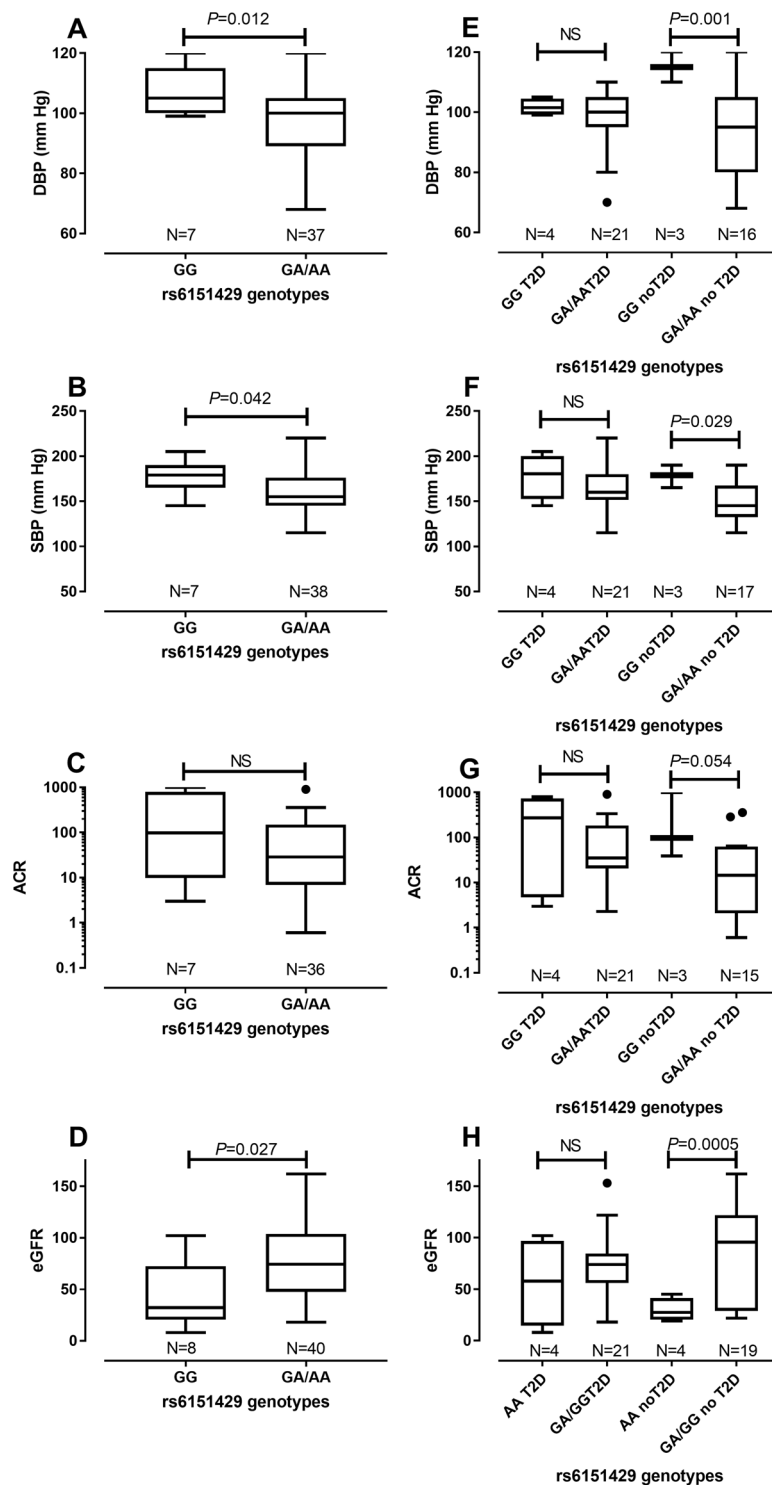 A
P=0.012
120
100
80
60
DBP (mm Hg)
N=7
N=37
GG
GA/AA
rs6151429 genotypes
E
NS
P=0.001
120
100
80
60
DBP (mm Hg)
N=4
N=21
N=3
N=16
GG T2D
GA/AAT2D
GG noT2D
GA/AA no T2D
rs6151429 genotypes
B
P=0.042
250
200
150
100
50
SBP (mm Hg)
N=7
N=38
GG
GA/AA
rs6151429 genotypes
F
NS
P=0.029
250
200
150
100
50
SBP (mm Hg)
N=4
N=21
N=3
N=17
GG T2D
GA/AAT2D
GG noT2D
GA/AA no T2D
rs6151429 genotypes
C
NS
1000
100
10
1
0.1
ACR
N=7
N=36
GG
GA/AA
rs6151429 genotypes
G
NS
P=0.054
1000
100
10
1
0.1
ACR
N=4
N=21
N=3
N=15
GG T2D
GA/AAT2D
GG noT2D
GA/AA no T2D
rs6151429 genotypes
D
P=0.027
150
100
50
0
eGFR
N=8
N=40
GG
GA/AA
rs6151429 genotypes
H
NS
P=0.0005
150
100
50
0
eGFR
N=4
N=21
N=4
N=19
AA T2D
GA/GGT2D
AA noT2D
GA/GG no T2D
rs6151429 genotypes